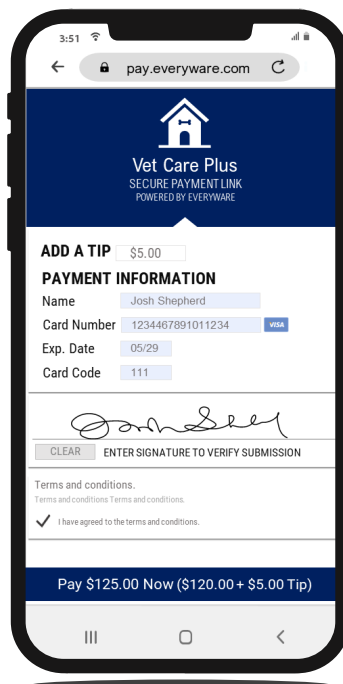 3:51
pay.everyware.com
Vet Care Plus
SECURE PAYMENT LINK
POWERED BY EVERYWARE
ADD A TIP $5.00
PAYMENT INFORMATION
Name Josh Shepherd
Card Number 1234467891011234 VISA
Exp. Date 05/29
Card Code 111
Josh Shep
CLEAR ENTER SIGNATURE TO VERIFY SUBMISSION
Terms and conditions.
Terms and conditions Terms and conditions.
I have agreed to the terms and conditions.
Pay $125.00 Now ($120.00 + $5.00 Tip)